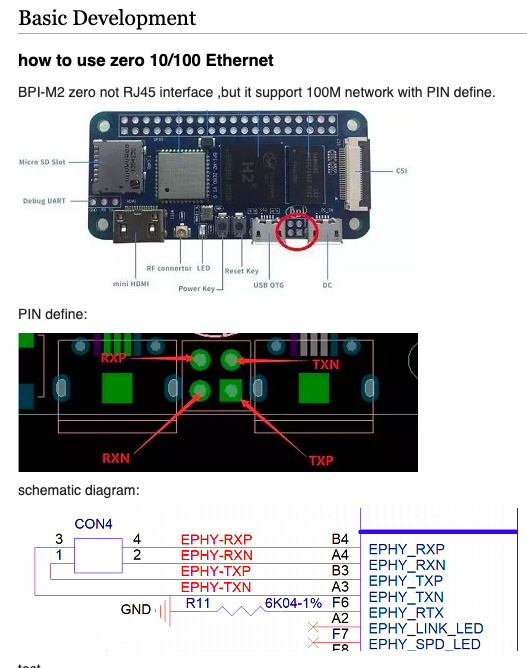 Basic Development
how to use zero 10/100 Ethernet
BPI-M2 zero not RJ45 interface ,but it support 100M network with PIN define.
Micro SD Slot
CSI
H2
Debug UART
bpi
RF connertor LED
Reset Key
mini HDMI
Power Key
USB OTG
DC
PIN define:
RXP
TXN
RXN
TXP
schematic diagram:
CON4
3 4 EPHY-RXP B4 EPHY_RXP
1 2 EPHY-RXN A4 EPHY_RXN
EPHY-TXP B3 EPHY_TXP
EPHY-TXN A3 EPHY_TXN
GND R11 6K04-1% F6 EPHY_RTX
A2 EPHY_LINK_LED
F7 EPHY_SPD_LED
E8